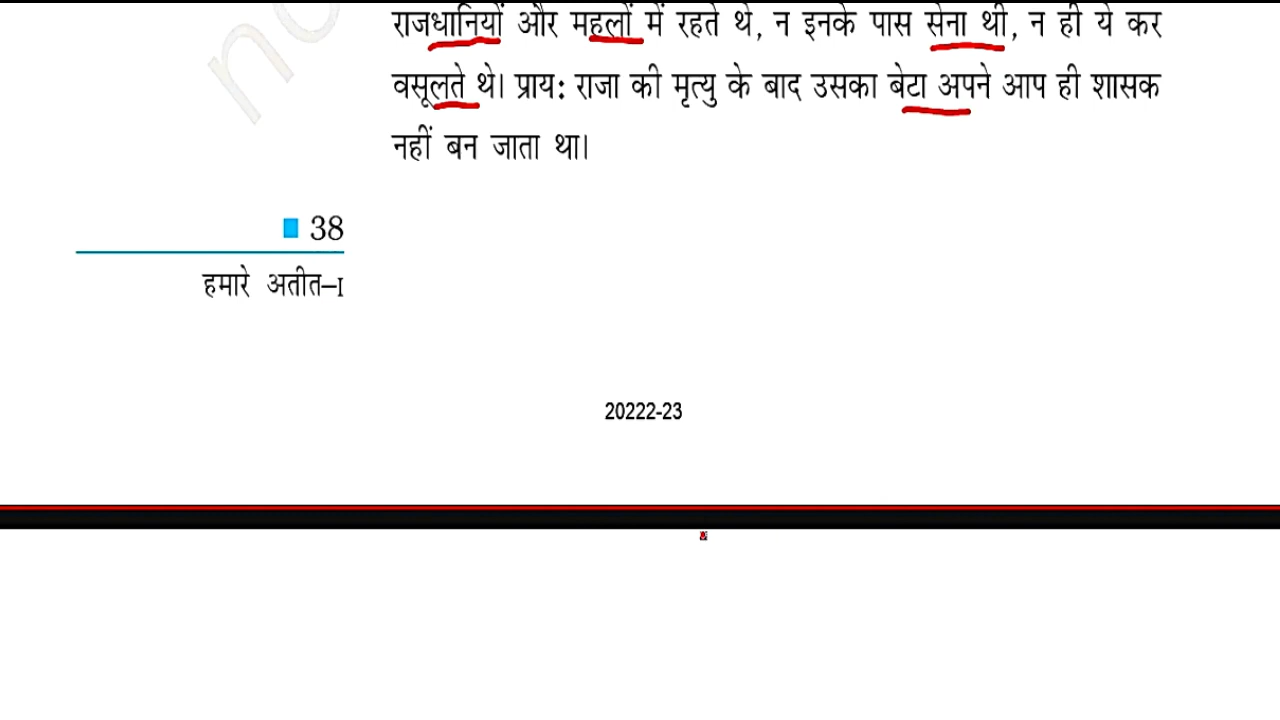 राजधानियों और महलों में रहते थे, न इनके पास सेना थी, न ही ये कर
वसूलते थे। प्राय: राजा की मृत्यु के बाद उसका बेटा अपने आप ही शासक
नहीं बन जाता था।
38
हमारे अतीत–I
20222-23